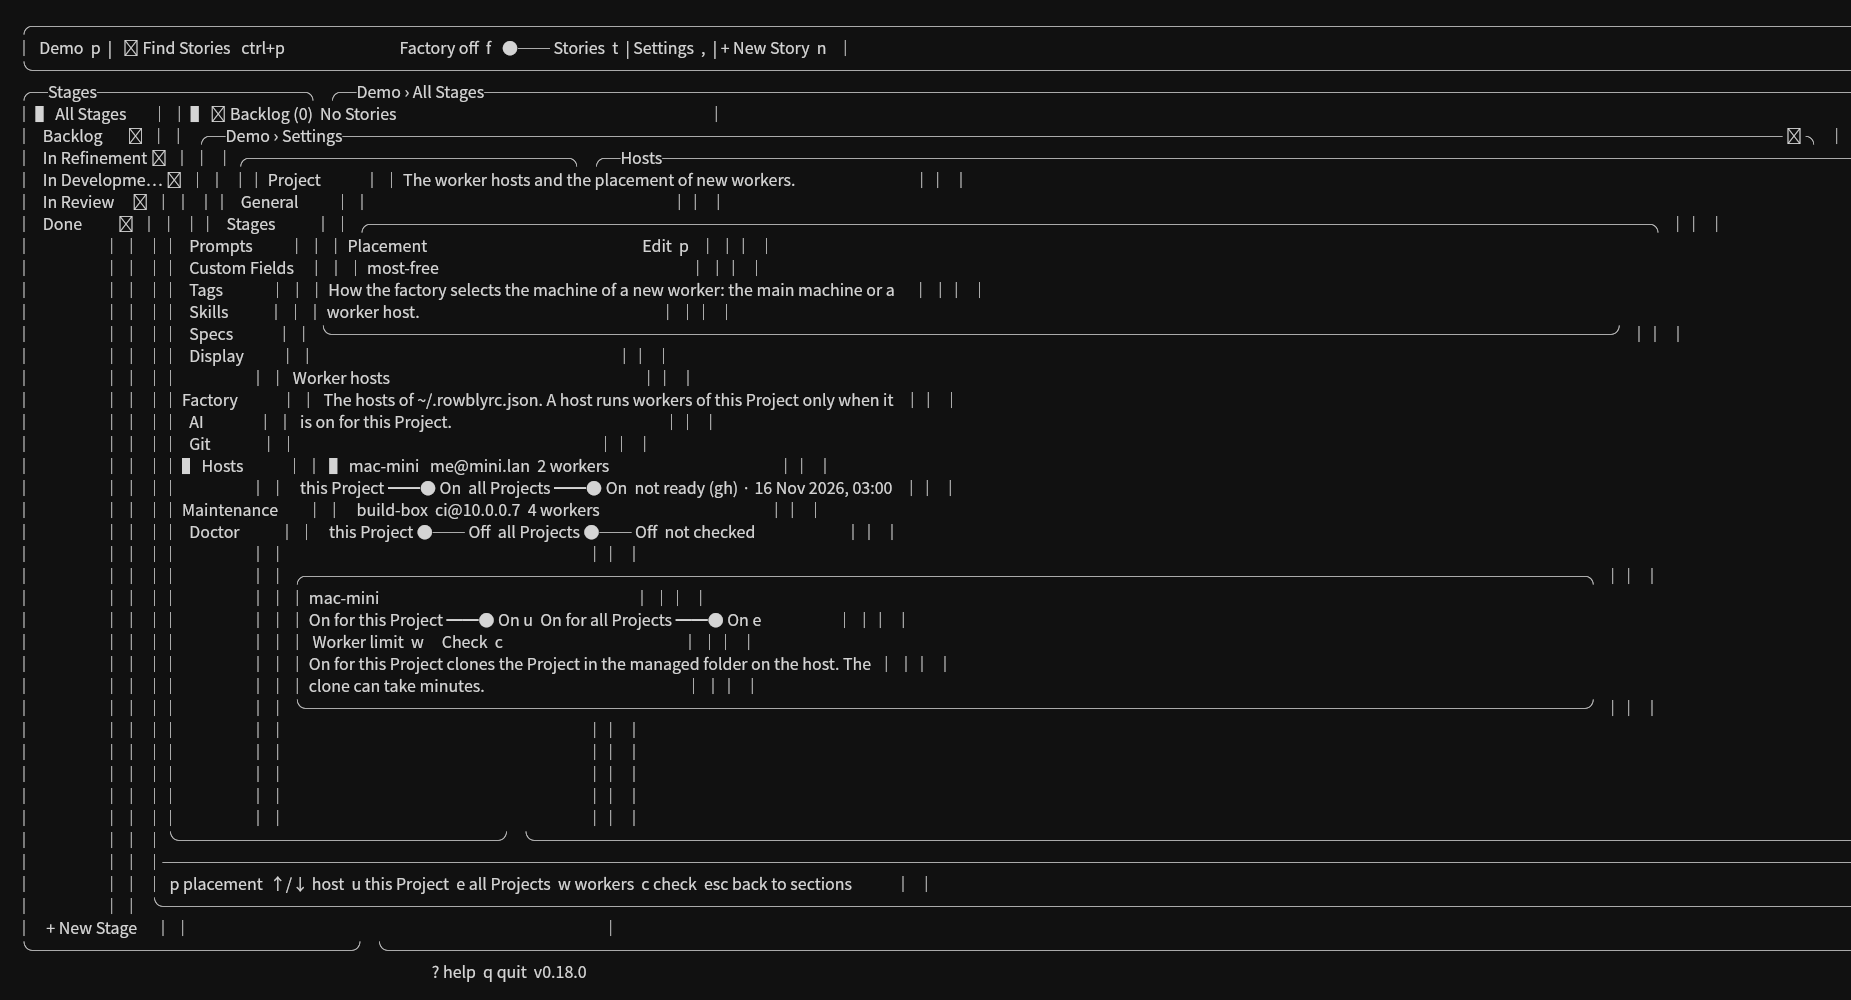 Demo p | Find Stories ctrl+p Factory off f ●── Stories t | Settings , | + New Story n
Stages Demo › All Stages
All Stages Backlog (0) No Stories
Backlog Demo › Settings
In Refinement Hosts
In Developme… Project The worker hosts and the placement of new workers.
In Review General
Done Stages
Prompts Placement Edit p
Custom Fields most-free
Tags How the factory selects the machine of a new worker: the main machine or a
Skills worker host.
Specs
Display
Worker hosts
Factory The hosts of ~/.rowblyrc.json. A host runs workers of this Project only when it
AI is on for this Project.
Git
Hosts mac-mini me@mini.lan 2 workers
this Project ──● On all Projects ──● On not ready (gh) · 16 Nov 2026, 03:00
Maintenance build-box ci@10.0.0.7 4 workers
Doctor this Project ●── Off all Projects ●── Off not checked
mac-mini
On for this Project ──● On u On for all Projects ──● On e
Worker limit w Check c
On for this Project clones the Project in the managed folder on the host. The
clone can take minutes.
p placement ↑/↓ host u this Project e all Projects w workers c check esc back to sections
+ New Stage
? help q quit v0.18.0